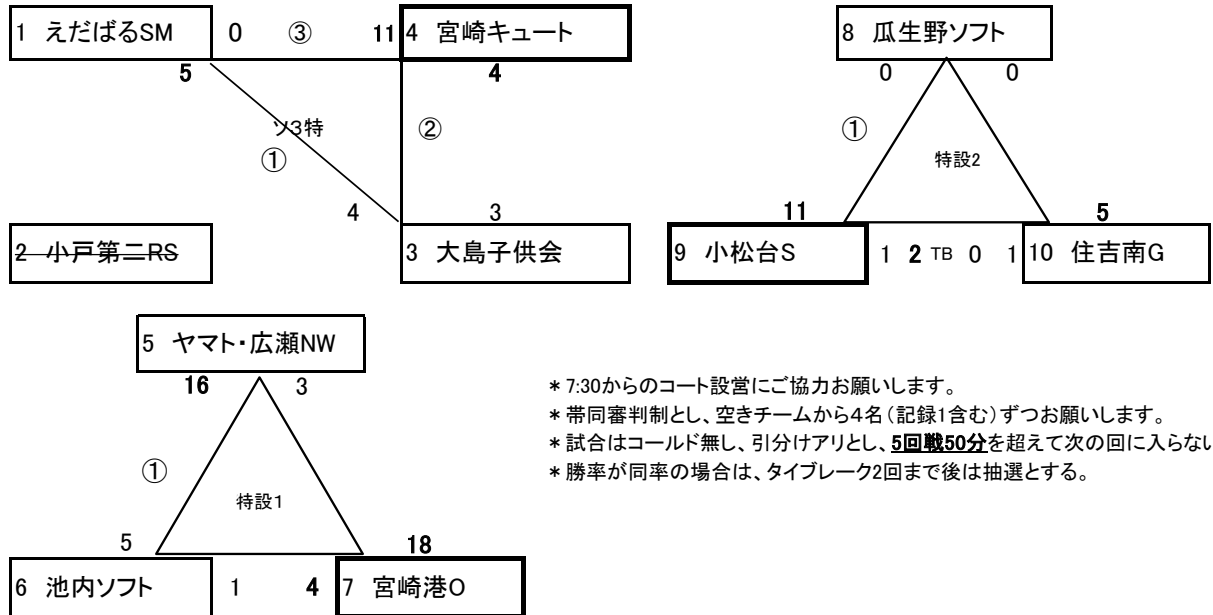 1 えだばるSM 0 ③ 11 4 宮崎キュート
5 4
ソ3特
① ②
4 3
2 小戸第二RS 3 大島子供会
8 瓜生野ソフト
0 0
①
特設2
11 5
9 小松台S 1 2 TB 0 1 10 住吉南G
5 ヤマト・広瀬NW
16 3
①
特設1
5 18
6 池内ソフト 1 4 7 宮崎港O
* 7:30からのコート設営にご協力お願いします。
* 帯同審判制とし、空きチームから4名（記録1含む）ずつお願いします。
* 試合はコールド無し、引分けアリとし、5回戦50分を超えて次の回に入らない
* 勝率が同率の場合は、タイブレーク2回まで後は抽選とする。